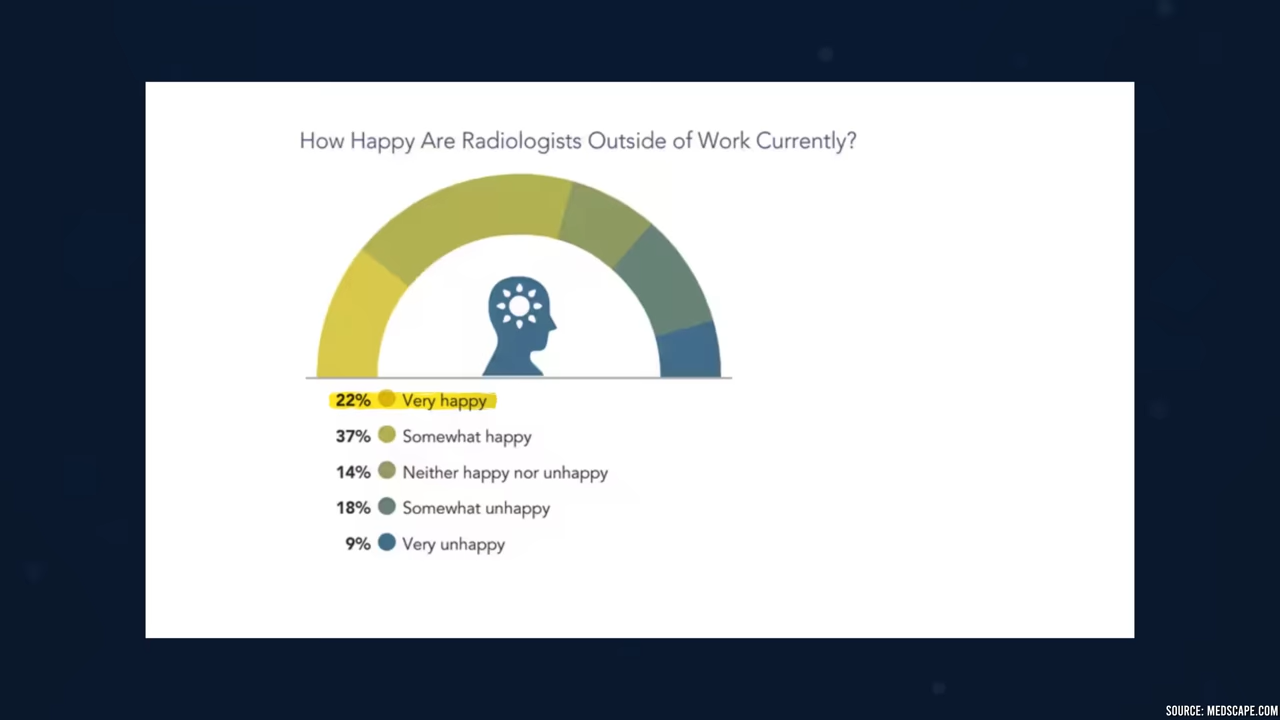 How Happy Are Radiologists Outside of Work Currently?
22% Very happy
37% Somewhat happy
14% Neither happy nor unhappy
18% Somewhat unhappy
9% Very unhappy
SOURCE: MEDSCAPE.COM